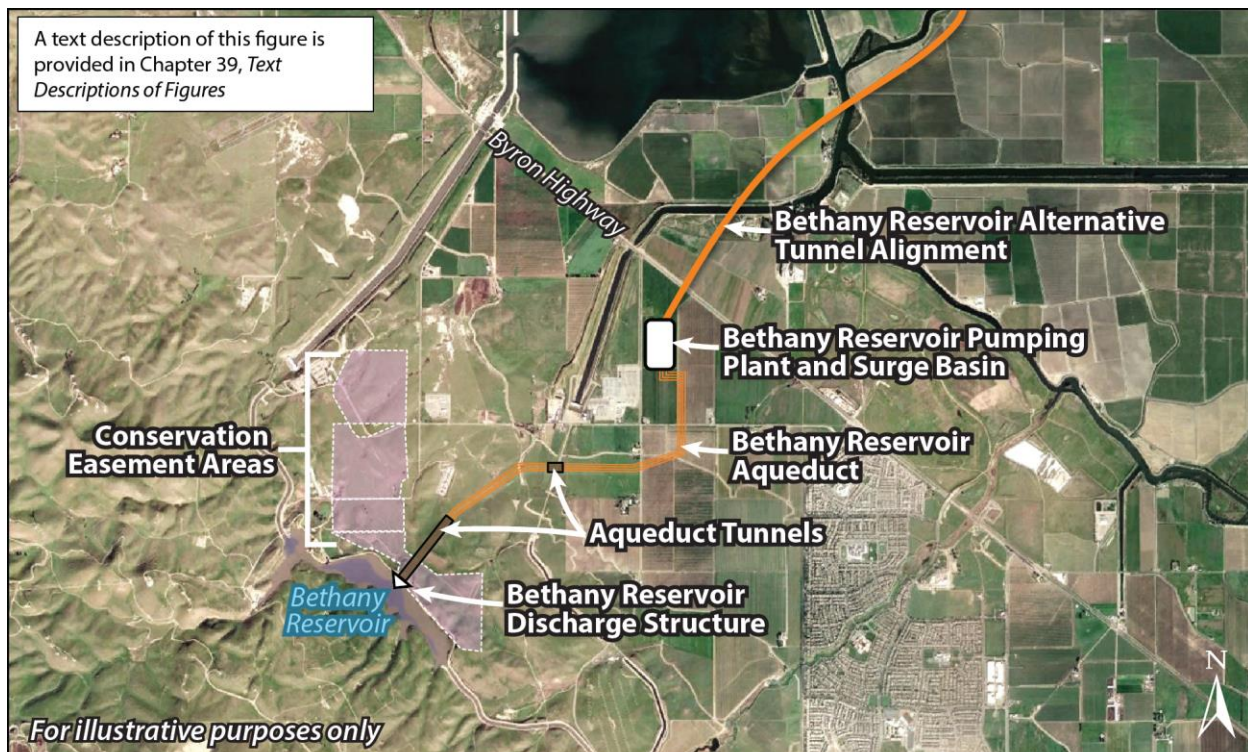 A text description of this figure is
provided in Chapter 39, Text
Descriptions of Figures
Byron Highway
Bethany Reservoir Alternative
Tunnel Alignment
Bethany Reservoir Pumping
Plant and Surge Basin
Conservation
Easement Areas
Bethany Reservoir
Aqueduct
Aqueduct Tunnels
Bethany
Reservoir
Bethany Reservoir
Discharge Structure
N
For illustrative purposes only